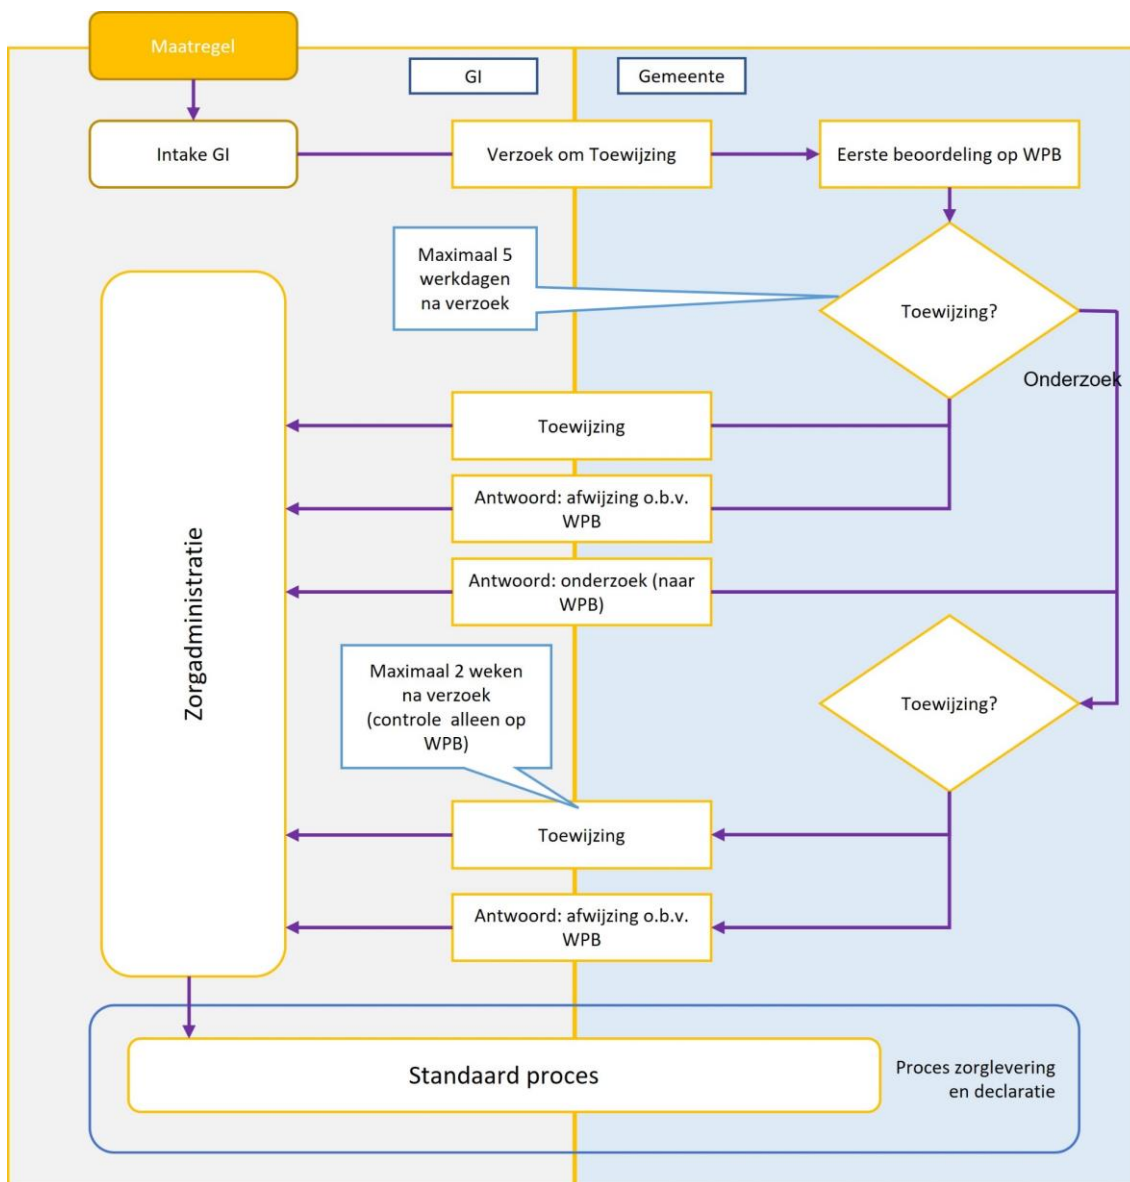 Maatregel
GI
Gemeente
Intake GI
Verzoek om Toewijzing
Eerste beoordeling op WPB
Maximaal 5
werkdagen
na verzoek
Toewijzing?
Onderzoek
Toewijzing
Antwoord: afwijzing o.b.v.
WPB
Antwoord: onderzoek (naar
WPB)
Zorgadministratie
Maximaal 2 weken
na verzoek
(controle alleen op
WPB)
Toewijzing?
Toewijzing
Antwoord: afwijzing o.b.v.
WPB
Standaard proces
Proces zorglevering
en declaratie